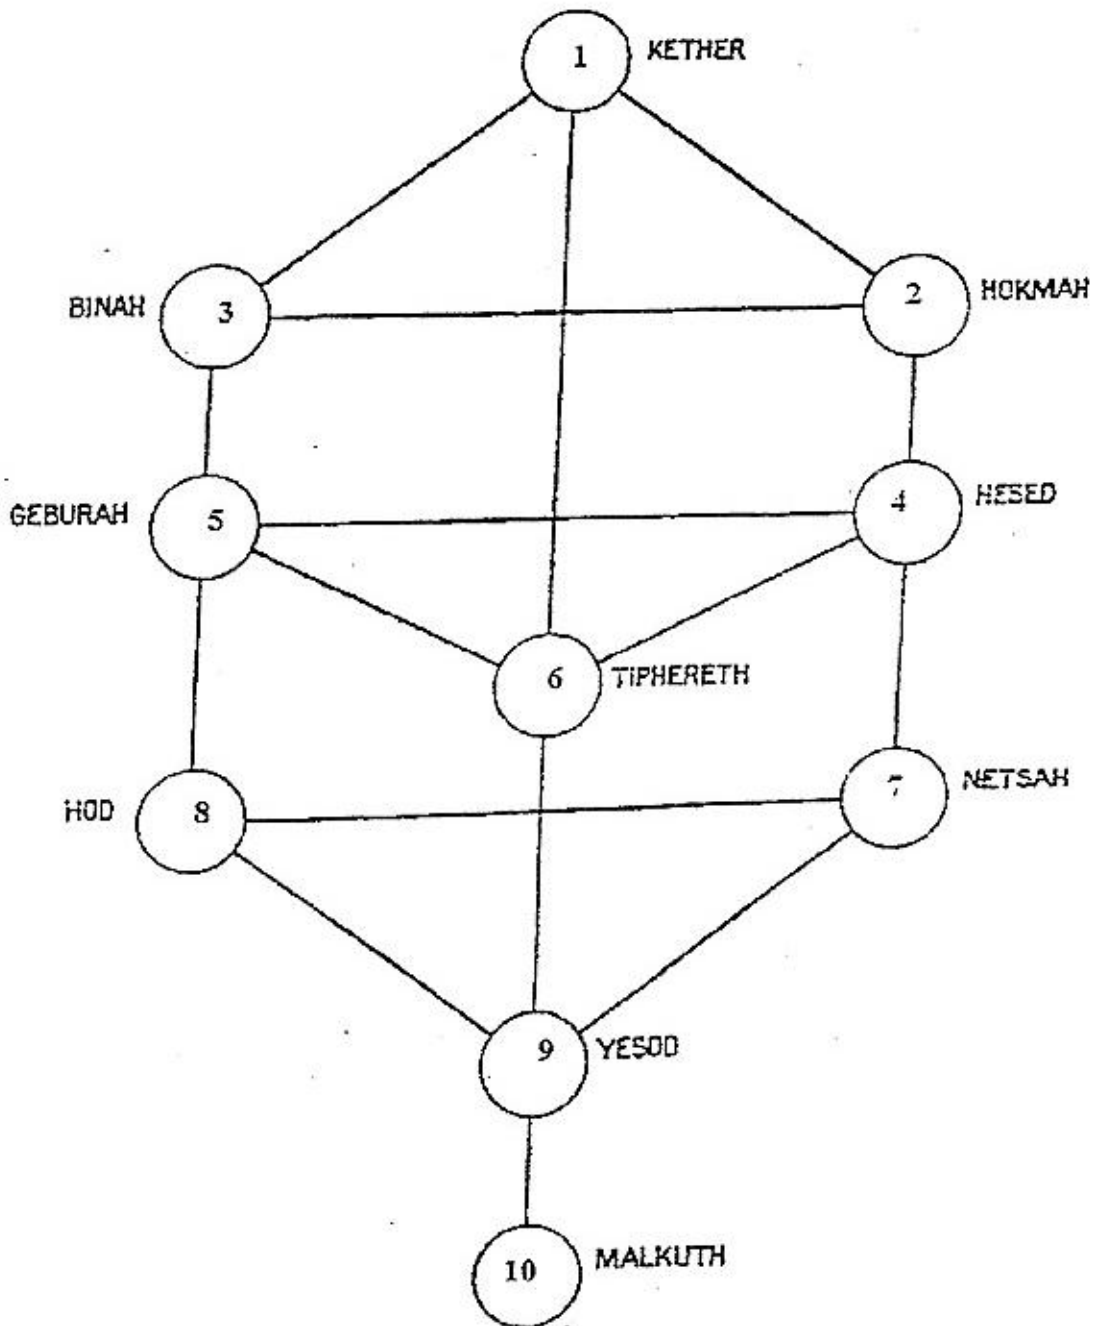 1 KETHER
BINAH 3 2 HOKMAH
GEBURAH 5 4 HESED
6 TIPHERETH
HOD 8 7 NETSAH
9 YESOD
10 MALKUTH